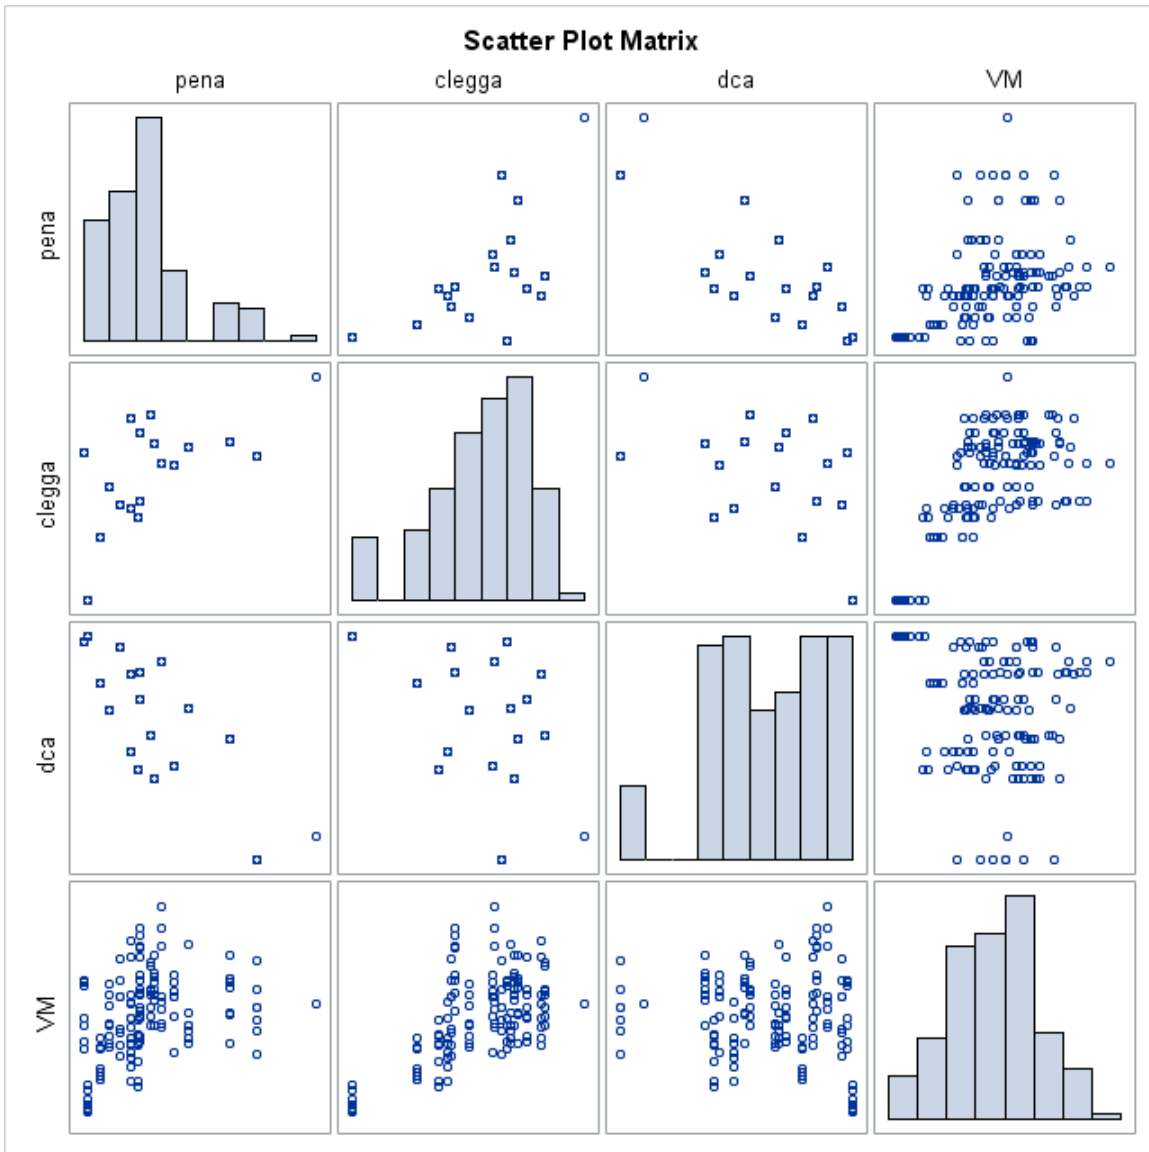 Scatter Plot Matrix
pena clegga dca VM
pena
clegga
dca
VM